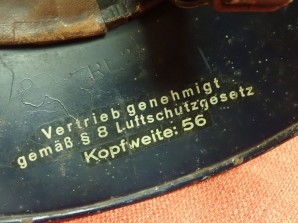 Vertrieb genehmigt
gemäß § 8 Luftschutzgesetz
Kopfweite: 56